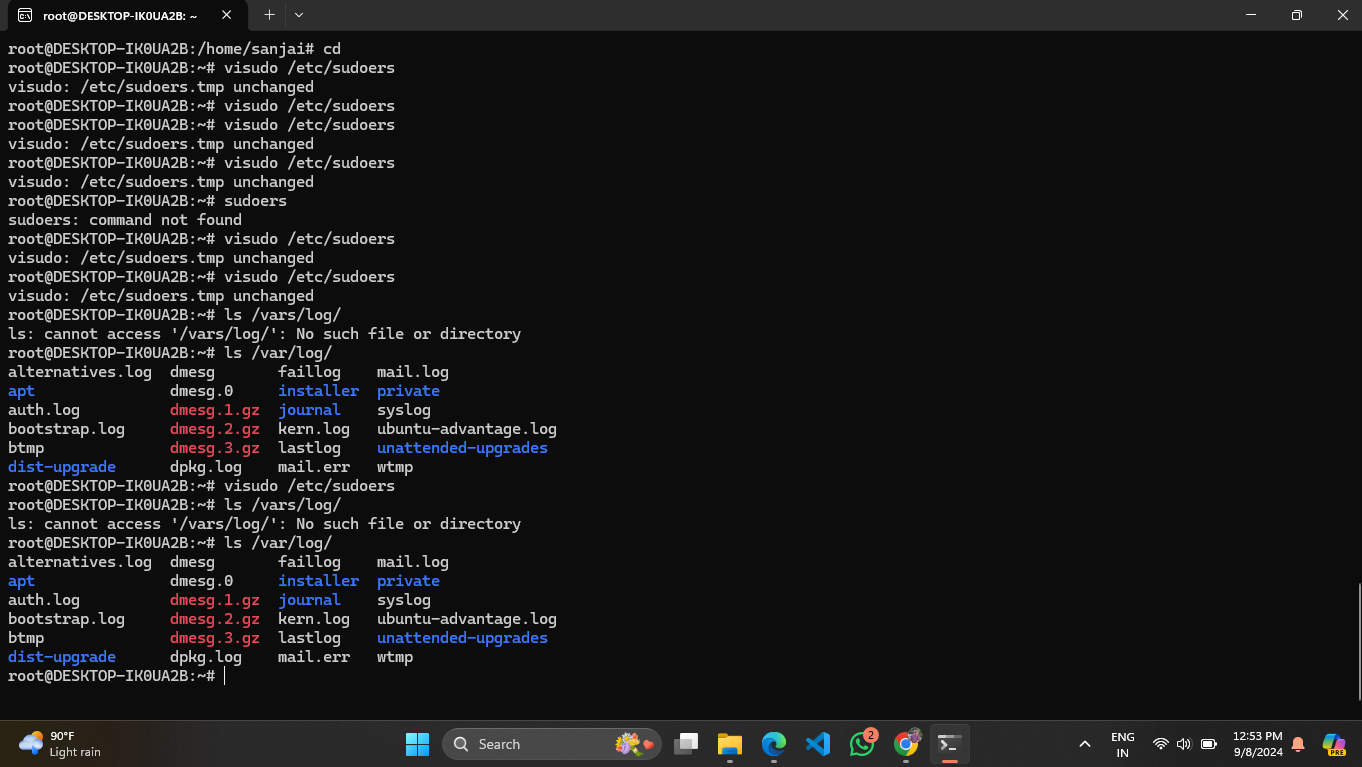 root@DESKTOP-IK0UA2B: ~
root@DESKTOP-IK0UA2B:/home/sanjai# cd
root@DESKTOP-IK0UA2B:~# visudo /etc/sudoers
visudo: /etc/sudoers.tmp unchanged
root@DESKTOP-IK0UA2B:~# visudo /etc/sudoers
root@DESKTOP-IK0UA2B:~# visudo /etc/sudoers
visudo: /etc/sudoers.tmp unchanged
root@DESKTOP-IK0UA2B:~# visudo /etc/sudoers
visudo: /etc/sudoers.tmp unchanged
root@DESKTOP-IK0UA2B:~# sudoers
sudoers: command not found
root@DESKTOP-IK0UA2B:~# visudo /etc/sudoers
visudo: /etc/sudoers.tmp unchanged
root@DESKTOP-IK0UA2B:~# visudo /etc/sudoers
visudo: /etc/sudoers.tmp unchanged
root@DESKTOP-IK0UA2B:~# ls /vars/log/
ls: cannot access '/vars/log/': No such file or directory
root@DESKTOP-IK0UA2B:~# ls /var/log/
alternatives.log dmesg faillog mail.log
apt dmesg.0 installer private
auth.log dmesg.1.gz journal syslog
bootstrap.log dmesg.2.gz kern.log ubuntu-advantage.log
btmp dmesg.3.gz lastlog unattended-upgrades
dist-upgrade dpkg.log mail.err wtmp
root@DESKTOP-IK0UA2B:~# visudo /etc/sudoers
root@DESKTOP-IK0UA2B:~# ls /vars/log/
ls: cannot access '/vars/log/': No such file or directory
root@DESKTOP-IK0UA2B:~# ls /var/log/
alternatives.log dmesg faillog mail.log
apt dmesg.0 installer private
auth.log dmesg.1.gz journal syslog
bootstrap.log dmesg.2.gz kern.log ubuntu-advantage.log
btmp dmesg.3.gz lastlog unattended-upgrades
dist-upgrade dpkg.log mail.err wtmp
root@DESKTOP-IK0UA2B:~#
90°F
Light rain
Search
2
ENG
IN
12:53 PM
9/8/2024
PRE